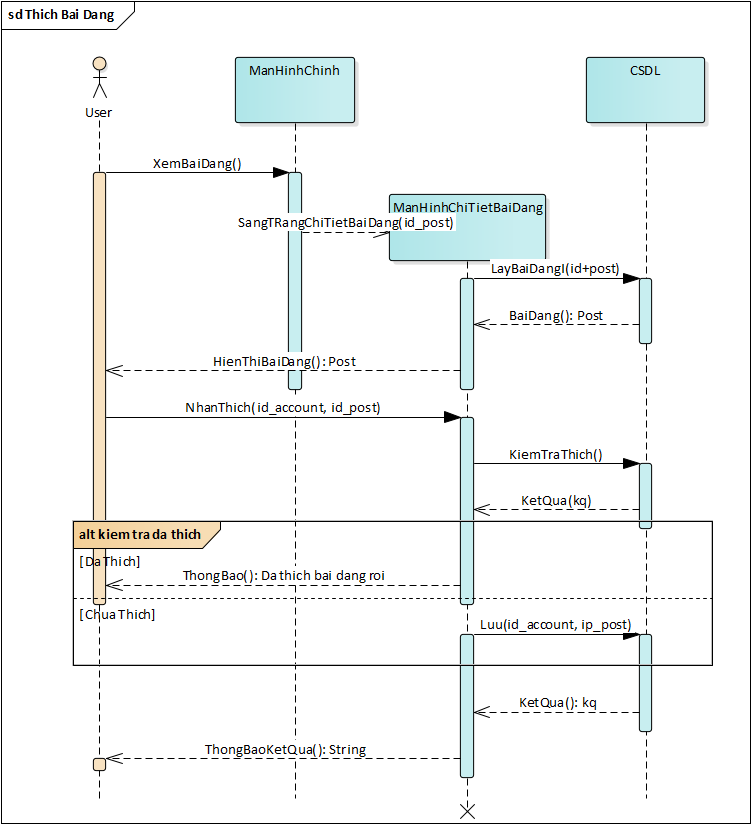 sd Thich Bai Dang
ManHinhChinh
CSDL
User
XemBaiDang()
ManHinhChiTietBaiDang
SangTRangChiTietBaiDang(id_post)
LayBaiDangI(id+post)
BaiDang(): Post
HienThiBaiDang(): Post
NhanThich(id_account, id_post)
KiemTraThich()
KetQua(kq)
alt kiem tra da thich
[DaThich]
ThongBao(): Da thich bai dang roi
[Chua Thich]
Luu(id_account, ip_post)
KetQua(): kq
ThongBaoKetQua(): String